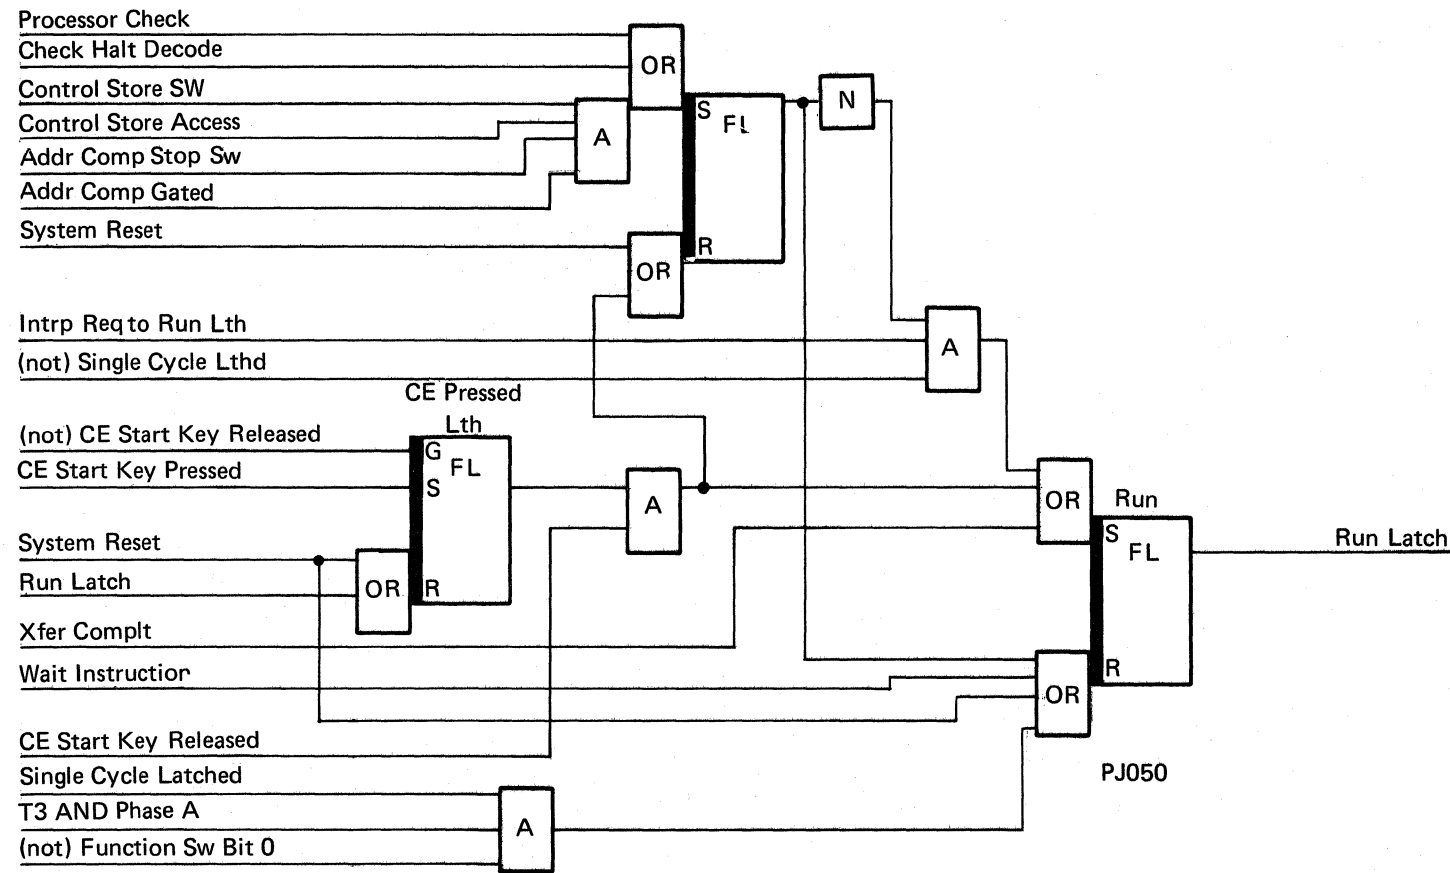 Processor Check
Check Halt Decode
OR
Control Store SW
S
FL
N
Control Store Access
A
Addr Comp Stop Sw
Addr Comp Gated
System Reset
R
OR
Intrp Req to Run Lth
A
(not) Single Cycle Lthd
CE Pressed
Lth
(not) CE Start Key Released
G
FL
CE Start Key Pressed
S
A
OR
Run
S
FL
Run Latch
System Reset
Run Latch
OR
R
Xfer Complt
Wait Instruction
R
OR
CE Start Key Released
PJ050
Single Cycle Latched
T3 AND Phase A
A
(not) Function Sw Bit 0